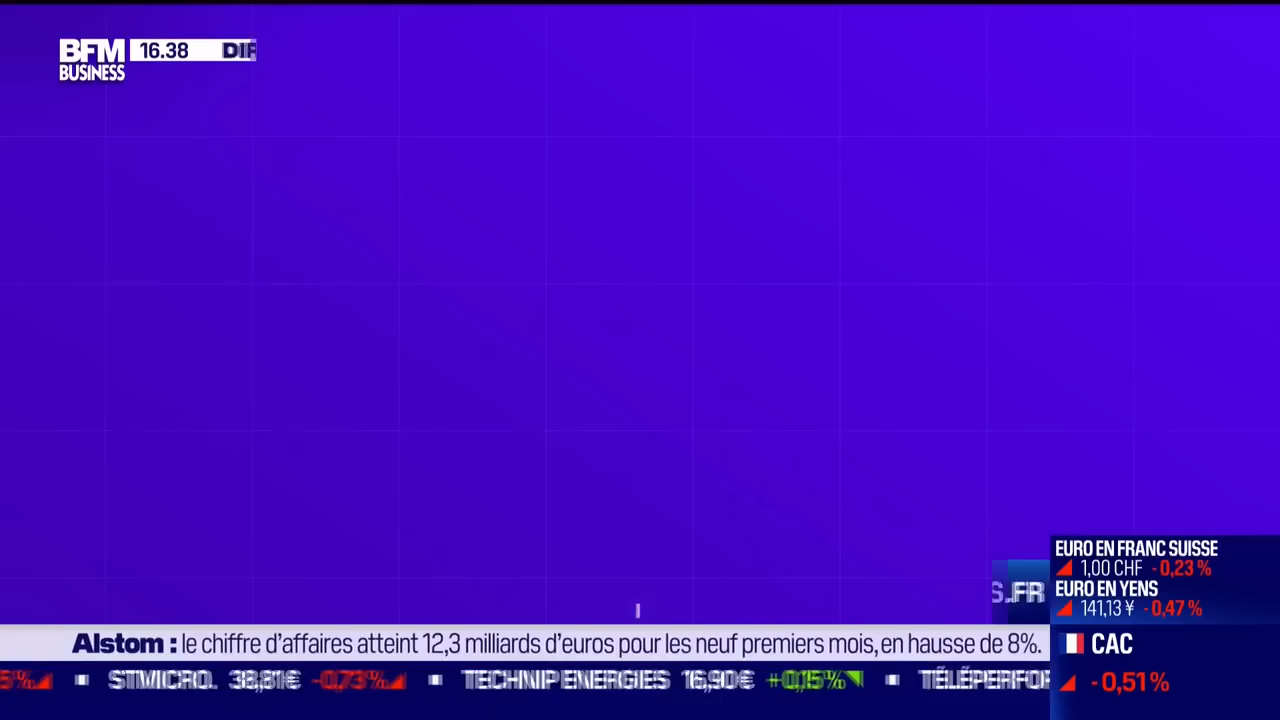 BFM
BUSINESS
16.38
EURO EN FRANC SUISSE
1,00 CHF -0,23 %
EURO EN YENS
141,13 ¥ -0,47 %
S.FR
Alstom : le chiffre d'affaires atteint 12,3 milliards d'euros pour les neuf premiers mois, en hausse de 8%.
CAC
-0,51 %
STMICRO. 38,81€ -0,73% TECHNIP ENERGIES 16,90€ +0,15%